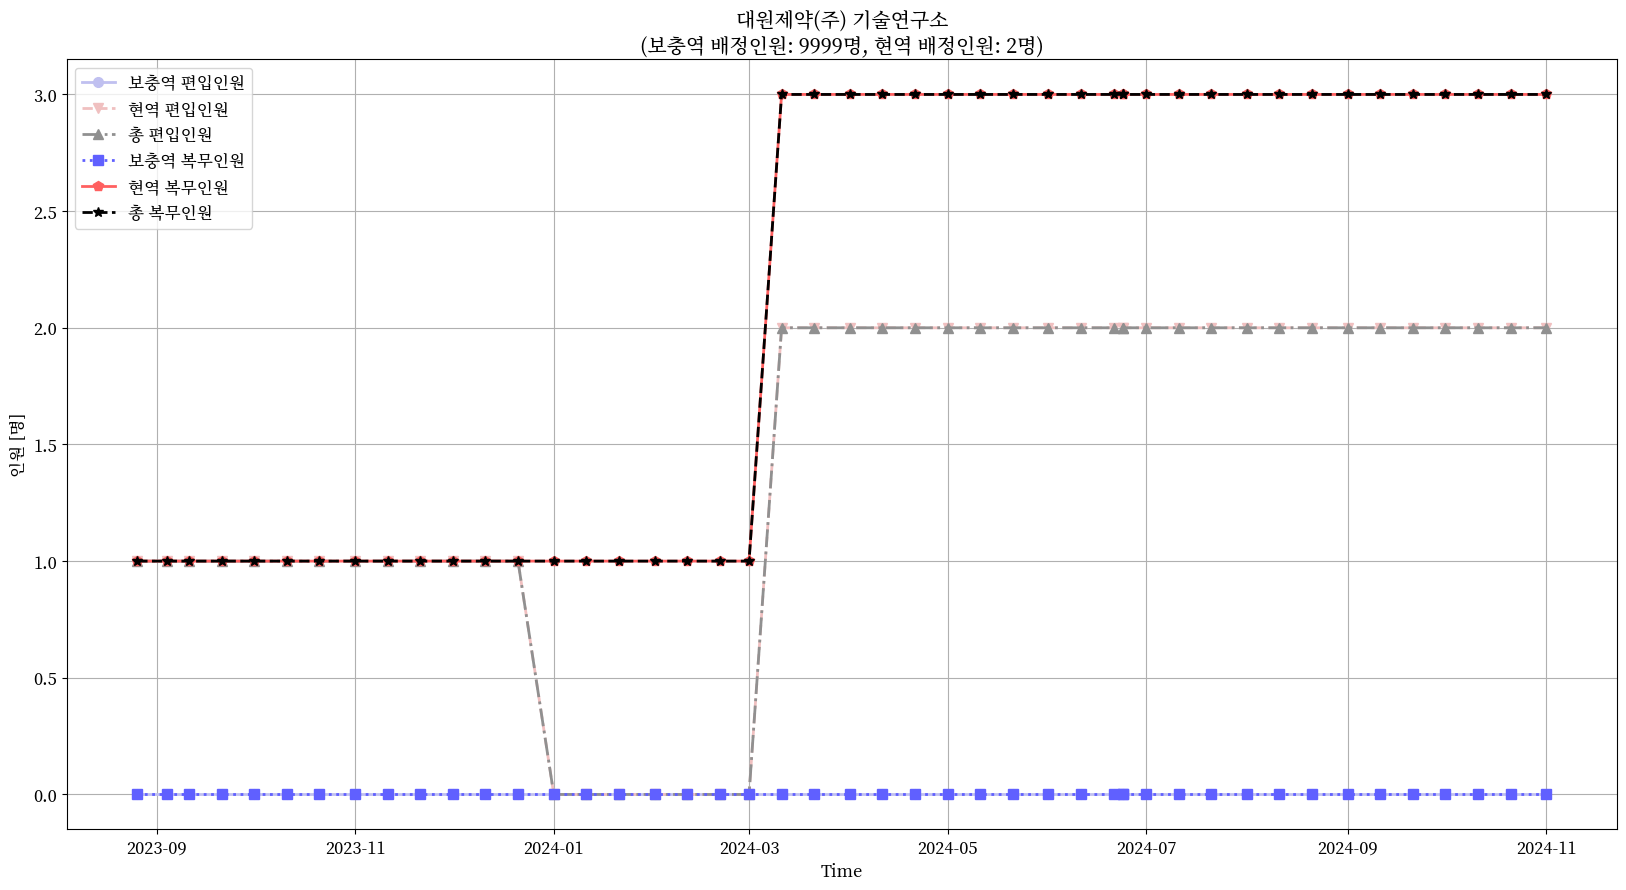 대원제약(주) 기술연구소
(보충역 배정인원: 9999명, 현역 배정인원: 2명)
보충역 편입인원
현역 편입인원
총 편입인원
보충역 복무인원
현역 복무인원
총 복무인원
3.0
2.5
2.0
1.5
1.0
0.5
0.0
인원 [명]
2023-09
2023-11
2024-01
2024-03
2024-05
2024-07
2024-09
2024-11
Time